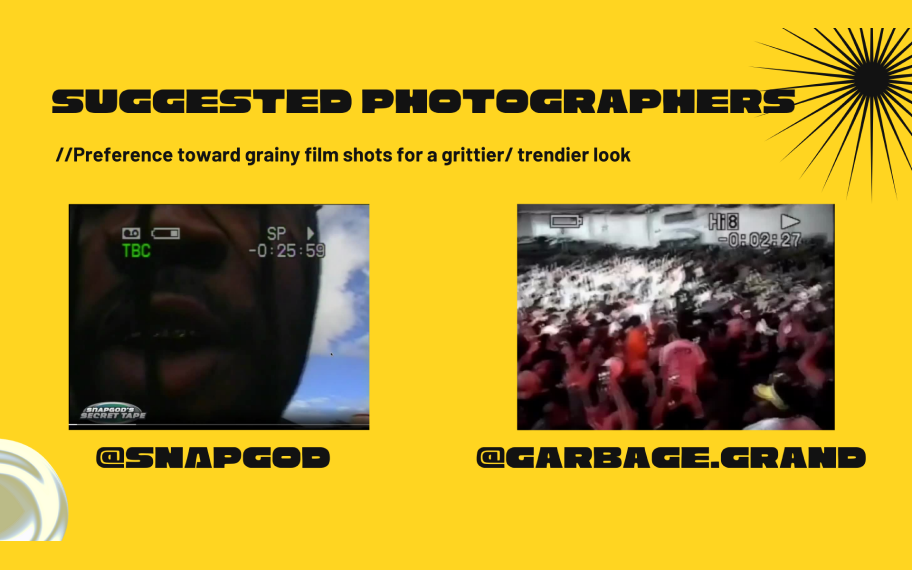 SUGGESTED PHOTOGRAPHERS
//Preference toward grainy film shots for a grittier/ trendier look
SP
TBC
-0:25:59
SNAPGOD'S
SECRET TAPE
Hi8
-0:02:27
@SNAPGOD
@GARBAGE.GRAND